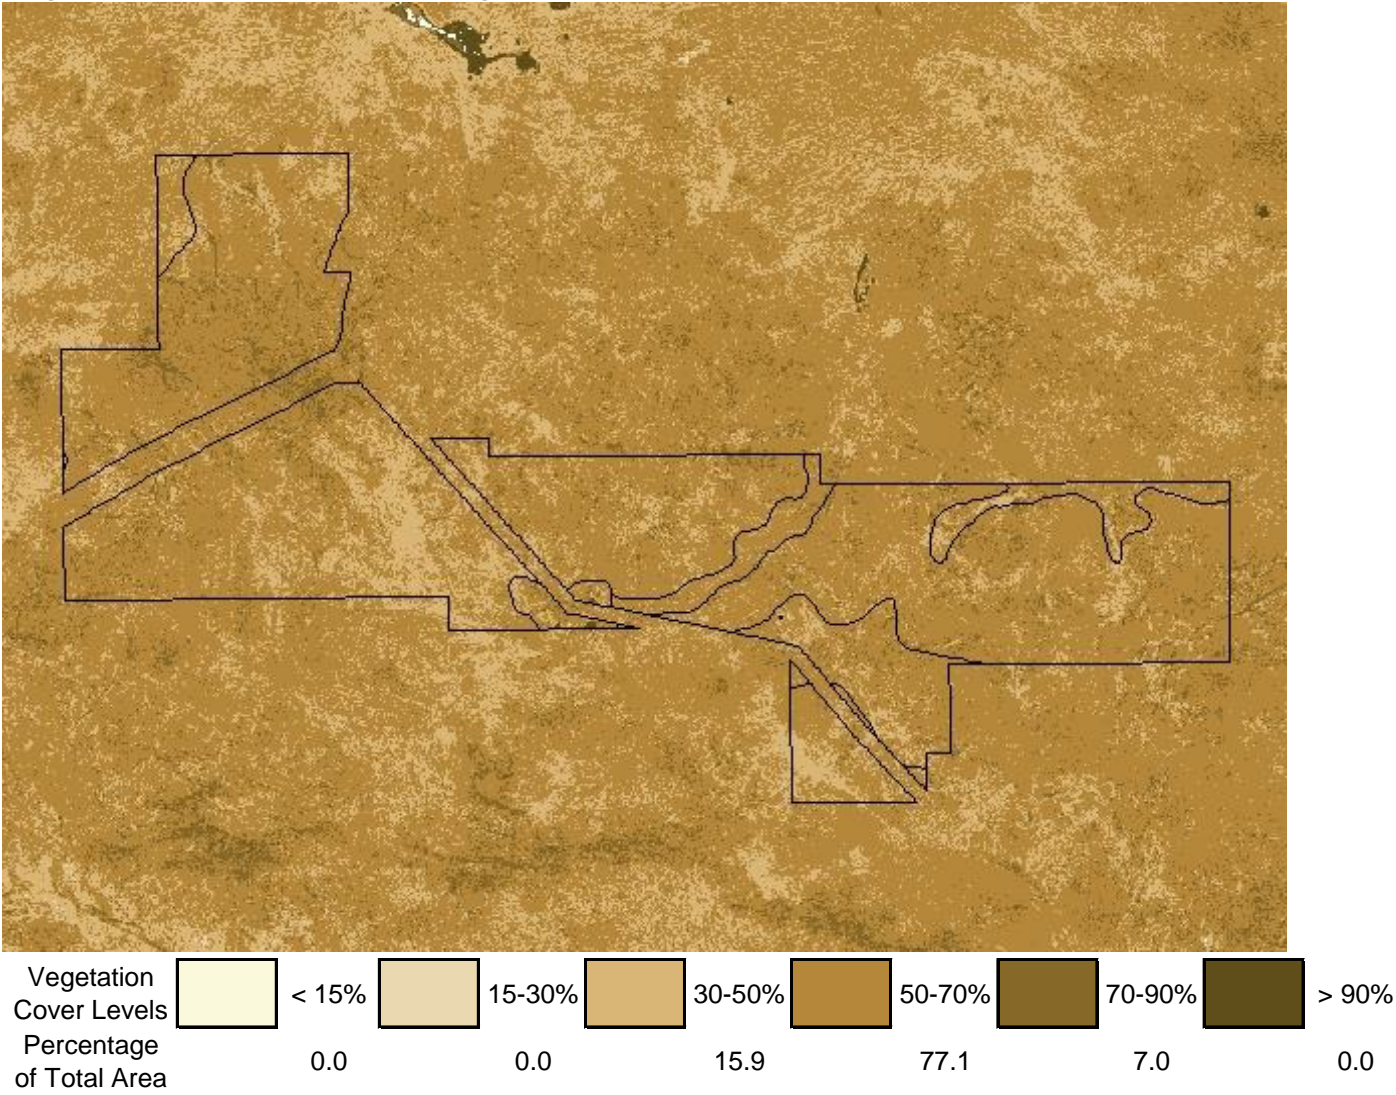 Vegetation
Cover Levels
< 15% 15-30% 30-50% 50-70% 70-90% > 90%
Percentage
of Total Area
0.0 0.0 15.9 77.1 7.0 0.0